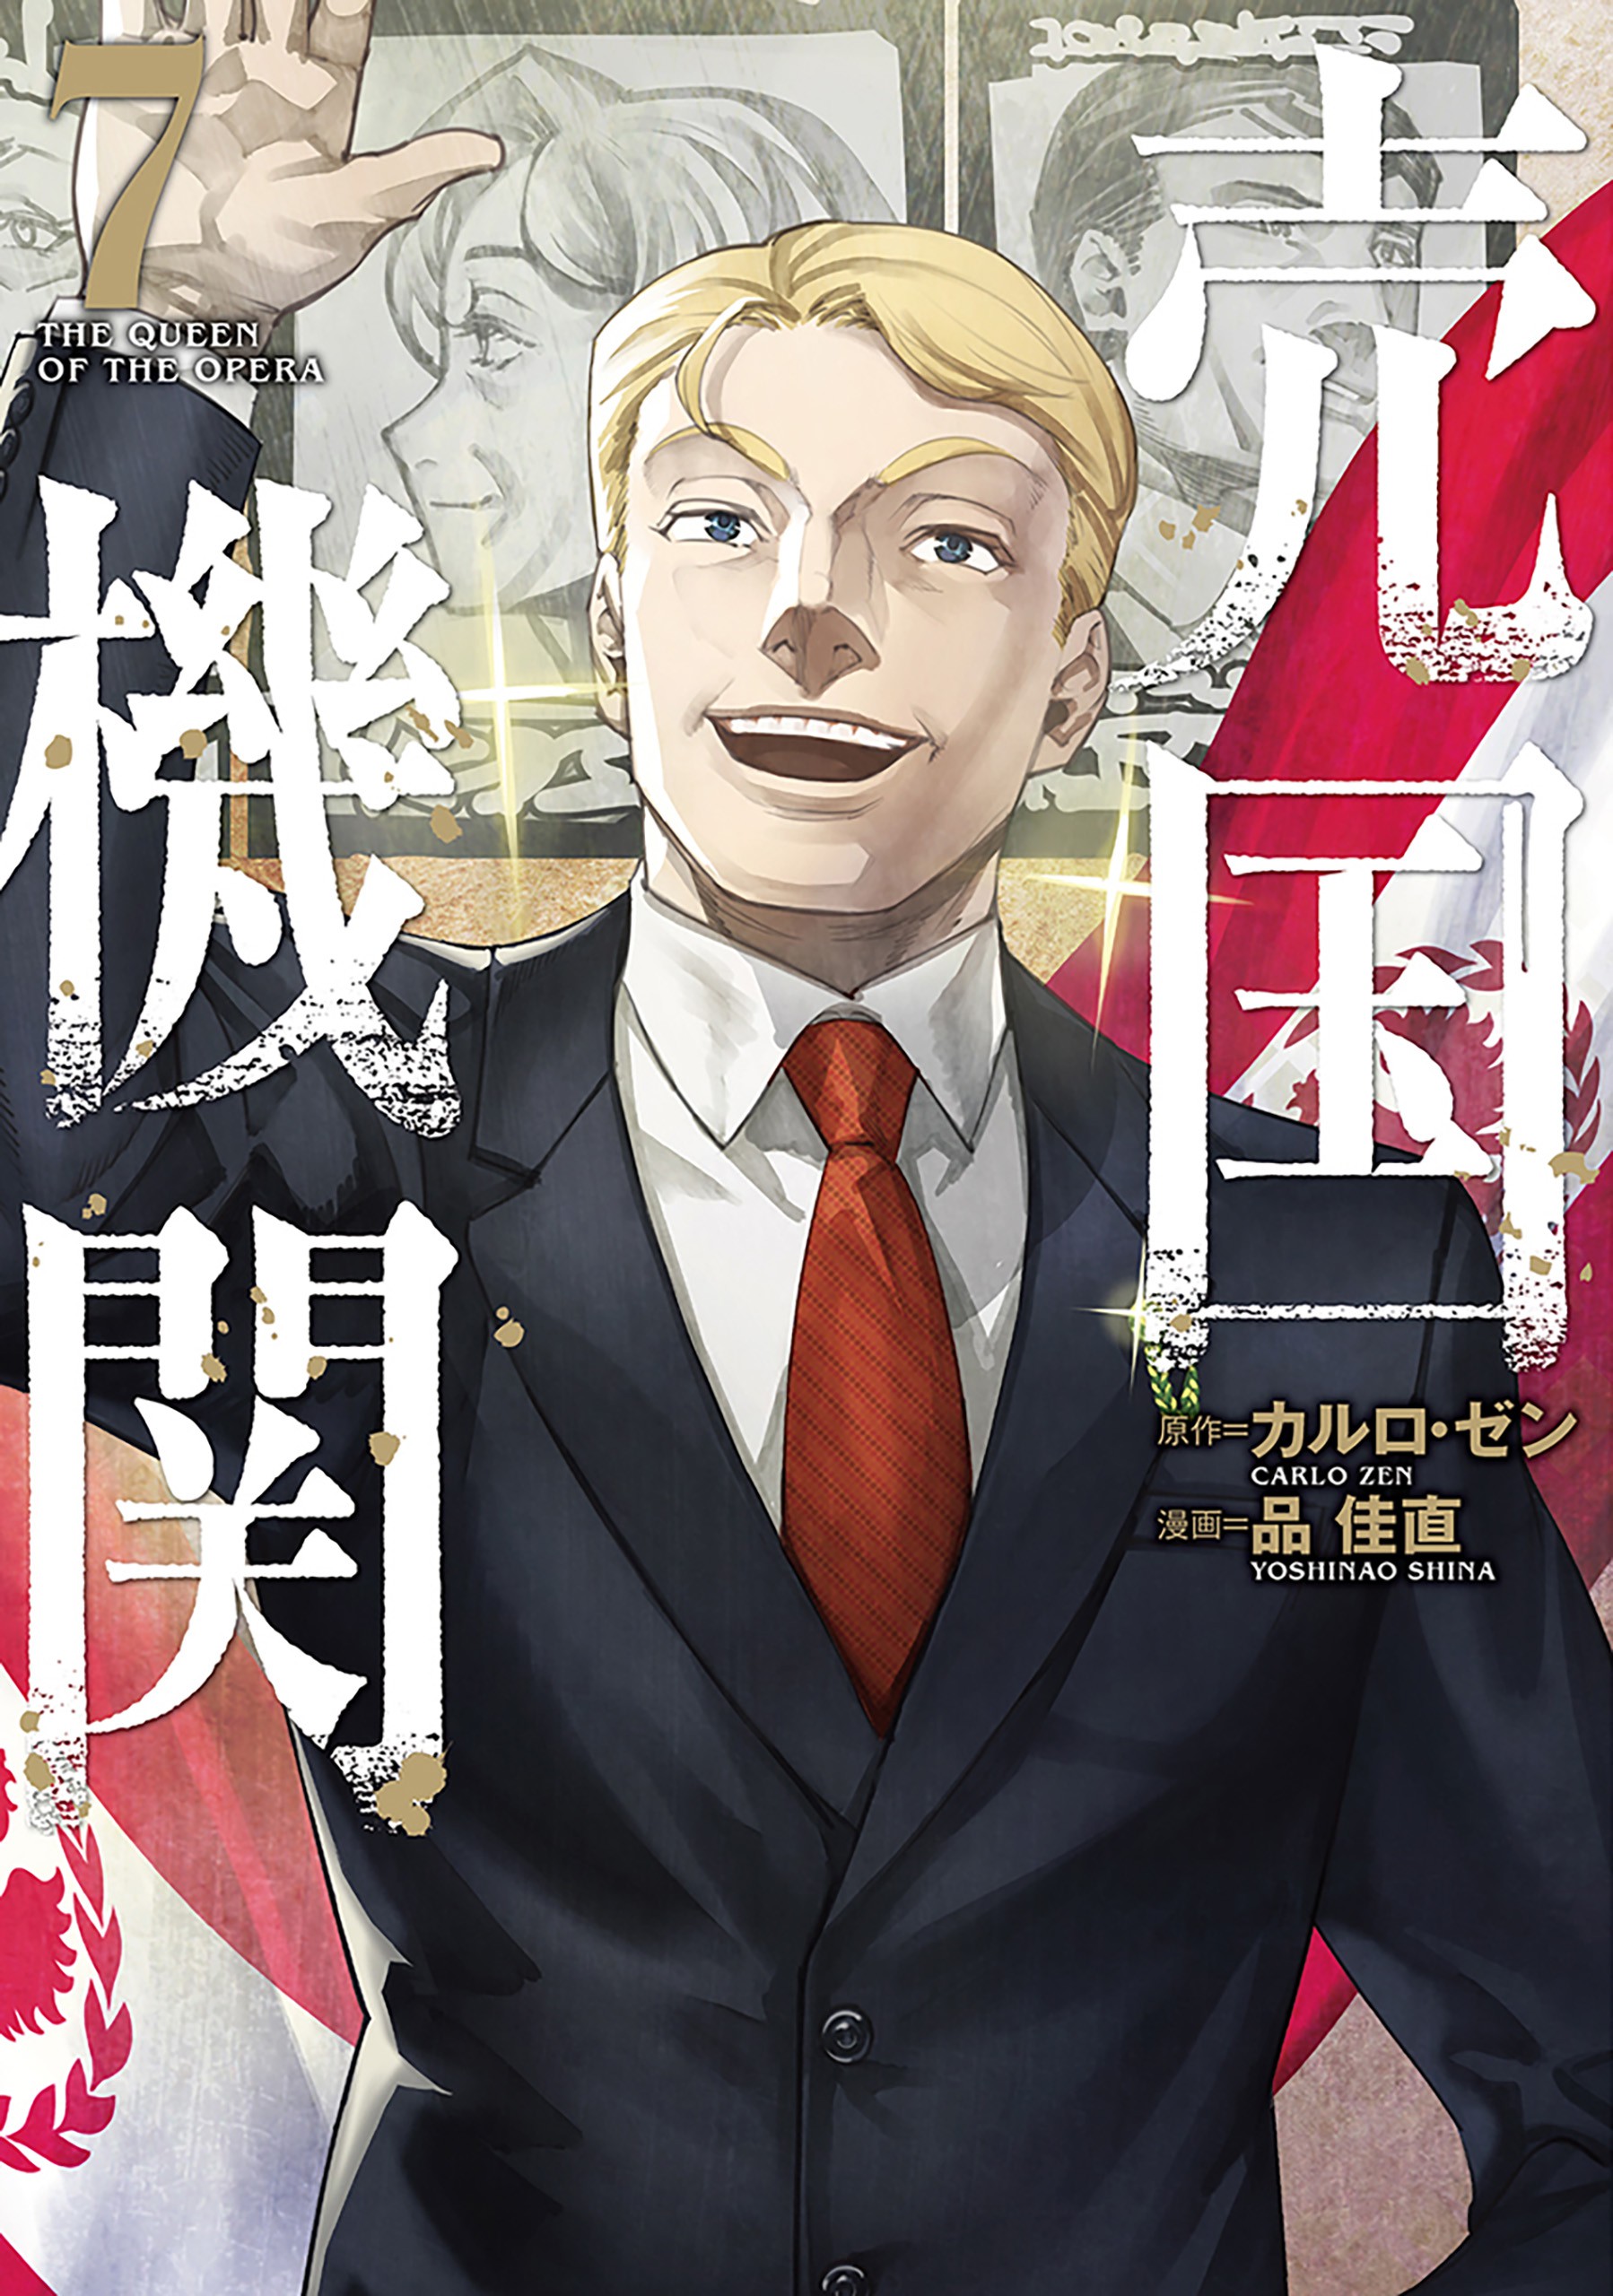 売国
機関
7
THE QUEEN
OF THE OPERA
原作=カルロ・ゼン
CARLO ZEN
漫画=品 佳直
YOSHINAO SHINA